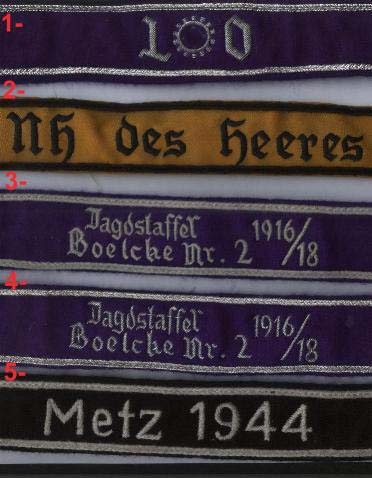 1-
2-
NH des Heeres
3-
Jagdstaffel 1916/18
Boelcke Nr. 2
4-
Jagdstaffel 1916/18
Boelcke Nr. 2
5-
Metz 1944